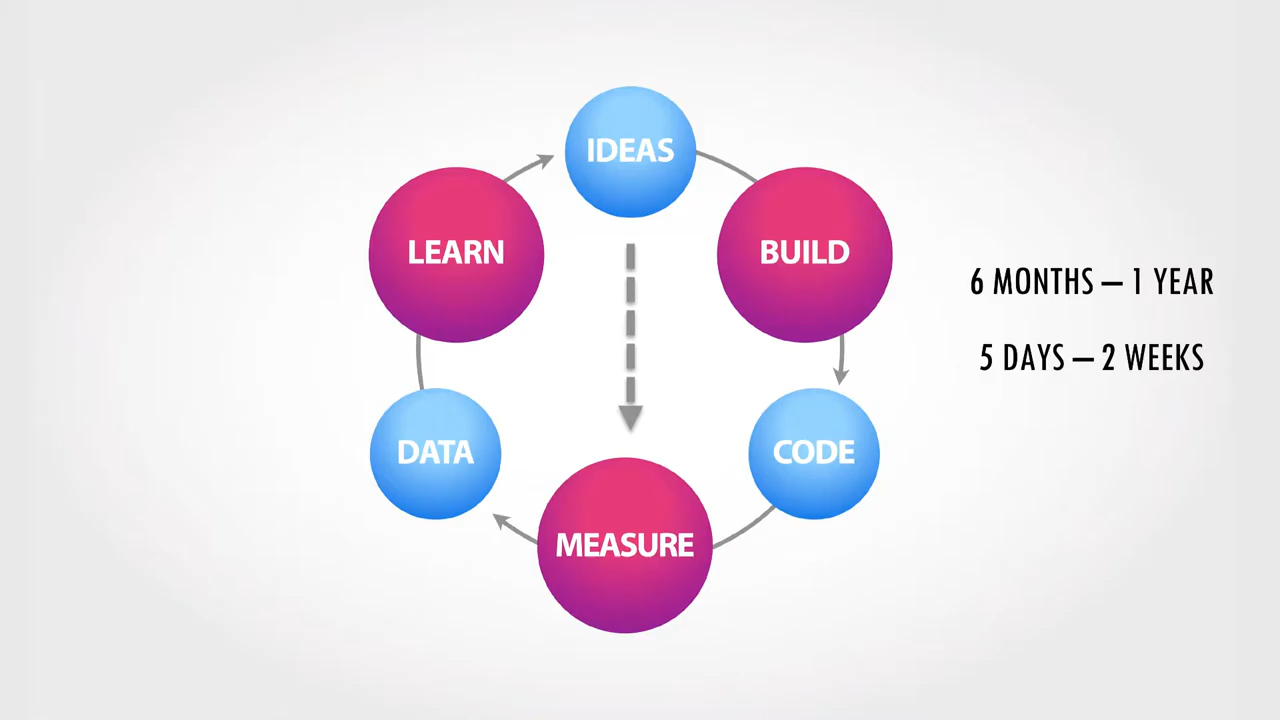 IDEAS
LEARN
BUILD
6 MONTHS – 1 YEAR
5 DAYS – 2 WEEKS
DATA
CODE
MEASURE